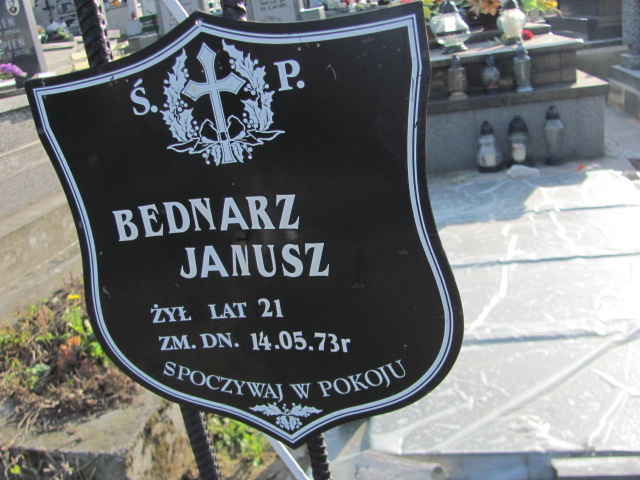 Ś. P.
BEDNARZ
JANUSZ
ŻYŁ LAT 21
ZM. DN. 14.05.73r
SPOCZYWAJ W POKOJU